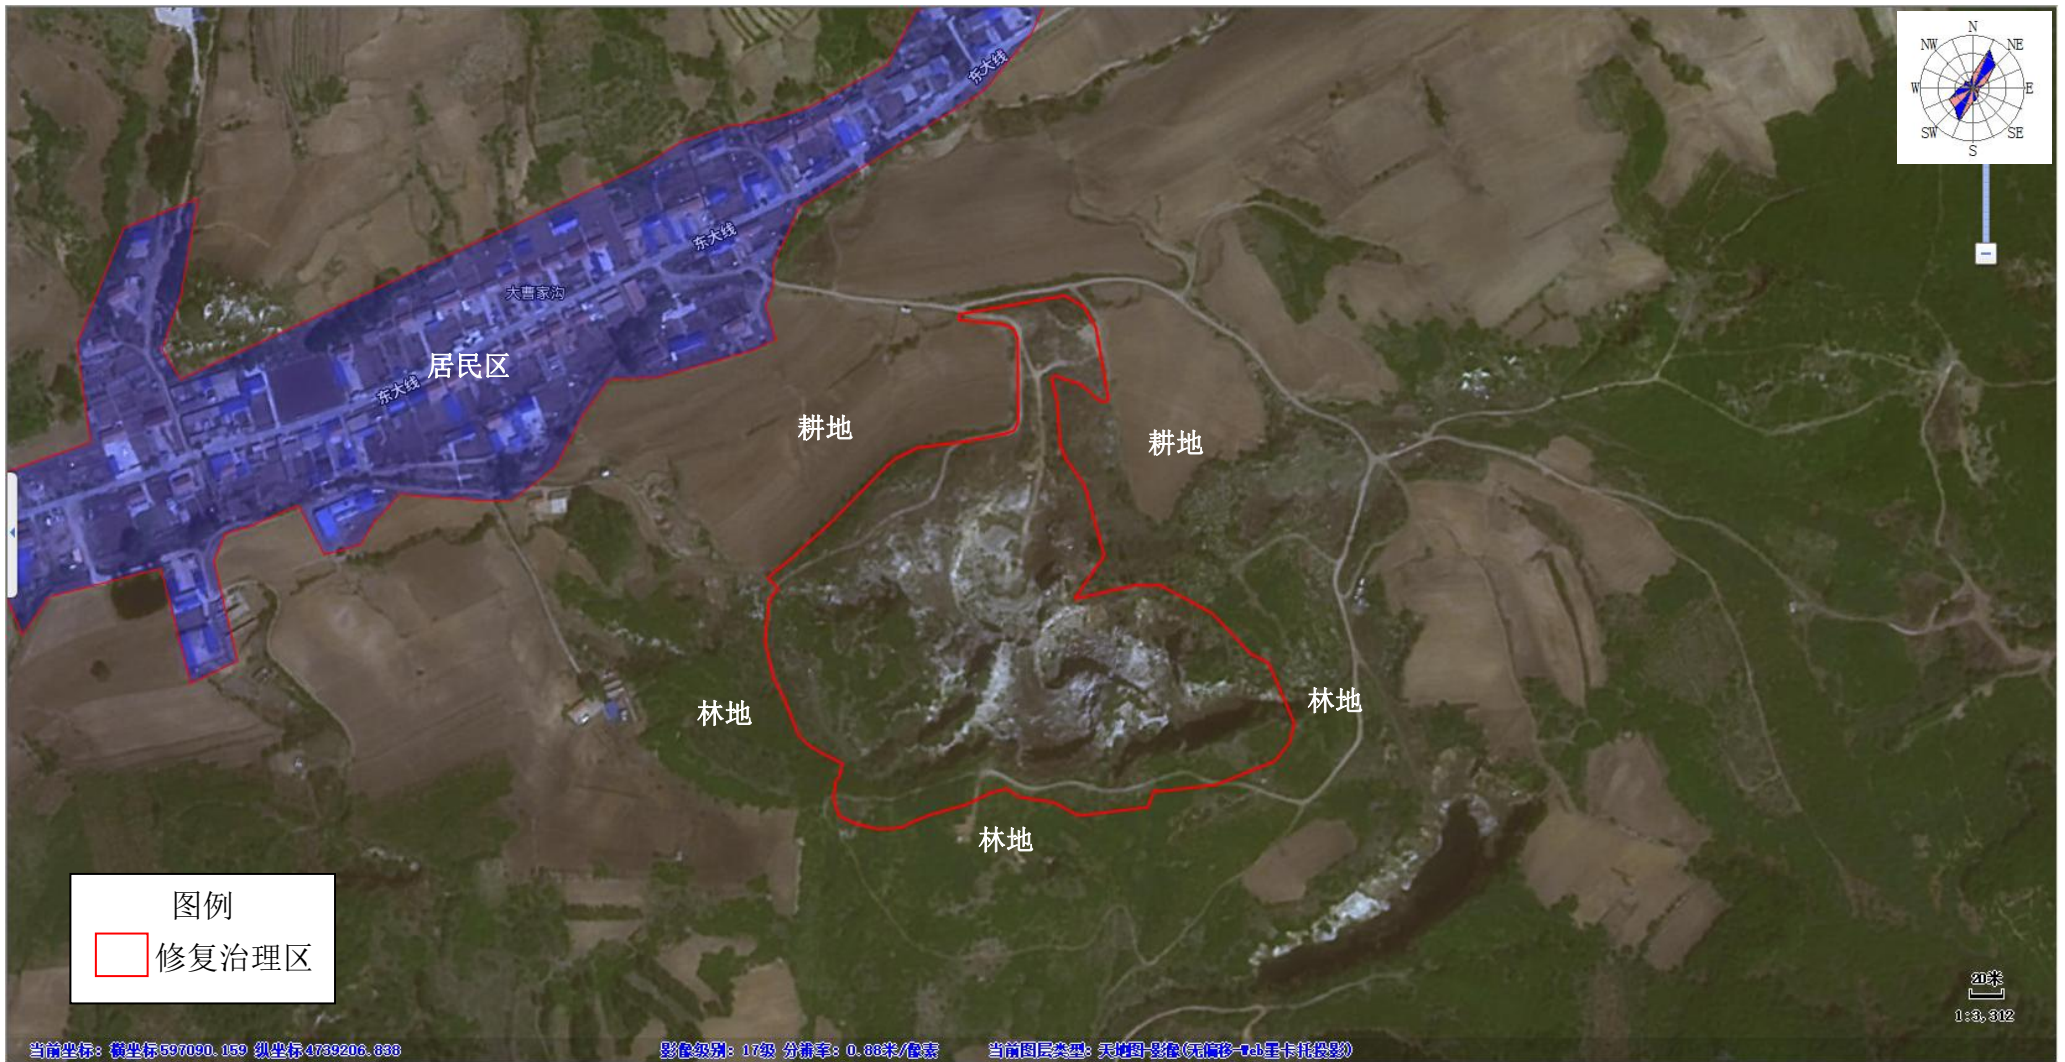 N
NW NE
W E
SW SE
S
东大线
东大线
大曹家沟
居民区
东大线
耕地
耕地
林地
林地
林地
图例
修复治理区
20米
1:3,312
当前坐标：横坐标597090.159 纵坐标4739206.838
影像级别：17级 分辨率：0.88米/像素
当前图层类型：天地图-影像(无偏移-Web墨卡托投影)